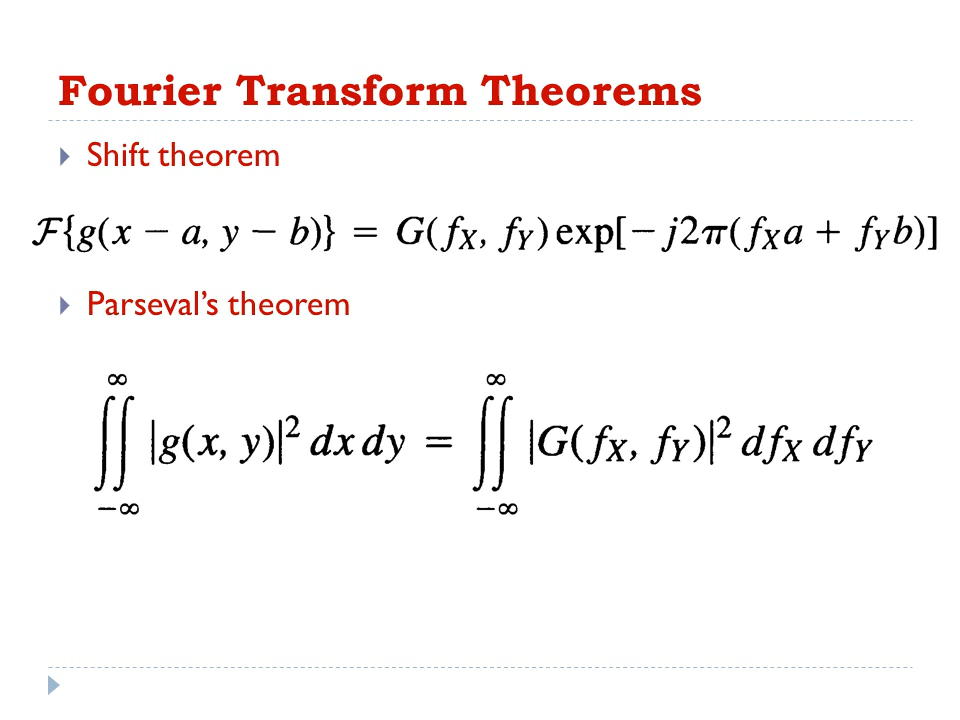 Fourier Transform Theorems
Shift theorem
ℱ{g(x − a, y − b)} = G(f_X, f_Y) exp[−j2π(f_X a + f_Y b)]
Parseval’s theorem
∬_{−∞}^{∞} |g(x, y)|² dx dy = ∬_{−∞}^{∞} |G(f_X, f_Y)|² df_X df_Y